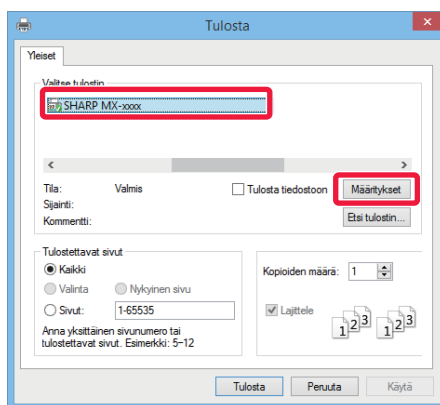 Tulosta
Yleiset
Valitse tulostin
SHARP MX-xxxx
Tila: Valmis
Tulosta tiedostoon
Määritykset
Sijainti:
Kommentti:
Etsi tulostin...
Tulostettavat sivut
Kaikki
Valinta Nykyinen sivu
Sivut: 1-65535
Anna yksittäinen sivunumero tai
tulostettavat sivut. Esimerkki: 5-12
Kopioiden määrä: 1
Lajittele
1 2 3 1 2 3
Tulosta Peruuta Käytä